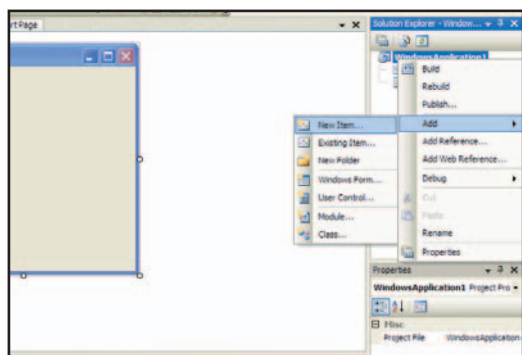 rt Page
Solution Explorer - Window...
WindowsApplication1
Build
Rebuild
Publish...
Add
New Item...
Add Reference...
Existing Item...
Add Web Reference...
New Folder
Debug
Windows Form...
Cut
User Control...
Paste
Module...
Rename
Class...
Properties
Properties
WindowsApplication1 Project Pro
Misc
Project File WindowsApplication